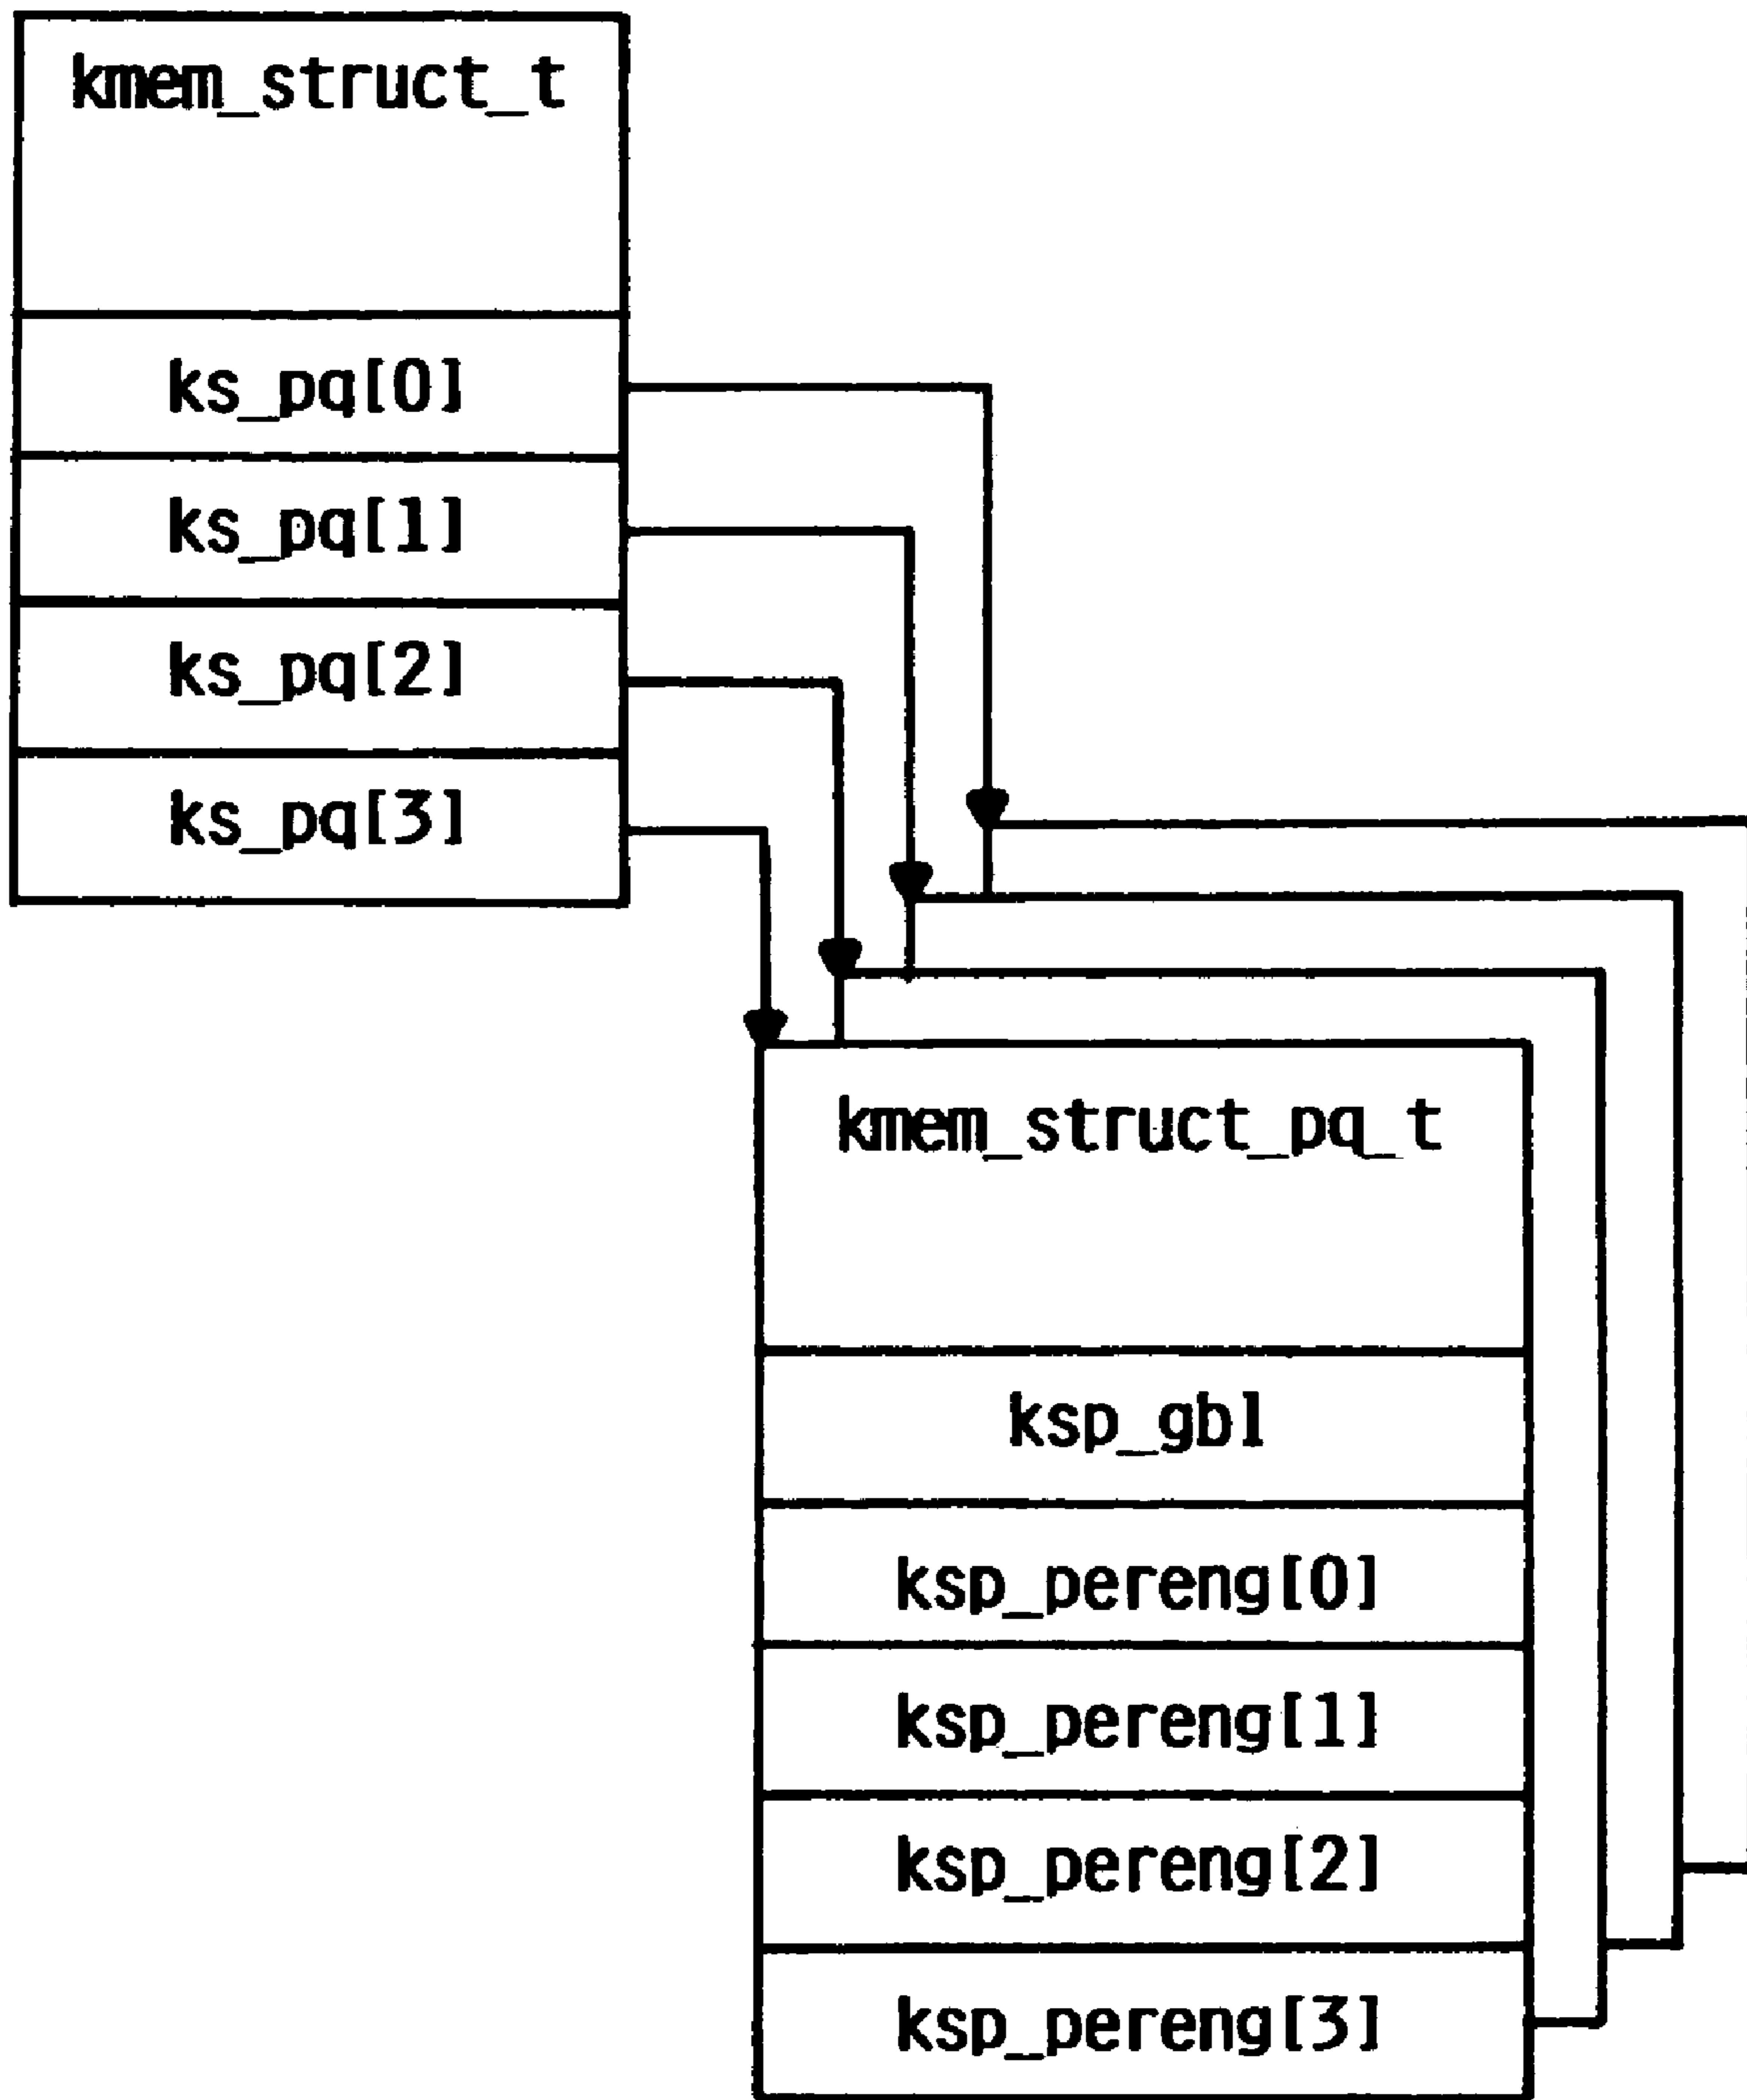 kmem_struct_t
ks_pq[0]
ks_pq[1]
ks_pq[2]
ks_pq[3]
kmem_struct_pq_t
ksp_gbl
ksp_pereng[0]
ksp_pereng[1]
ksp_pereng[2]
ksp_pereng[3]